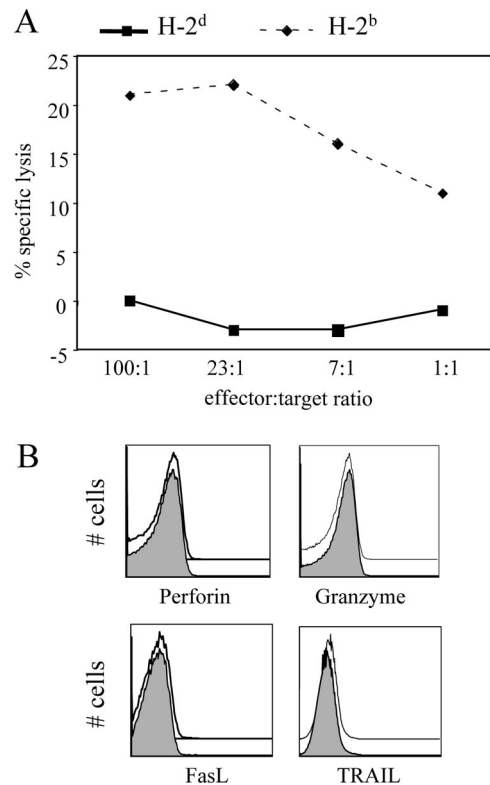 A
H-2ᵈ H-2ᵇ
25
20
15
10
5
0
-5
% specific lysis
100:1 23:1 7:1 1:1
effector:target ratio
B
# cells
Perforin Granzyme
# cells
FasL TRAIL